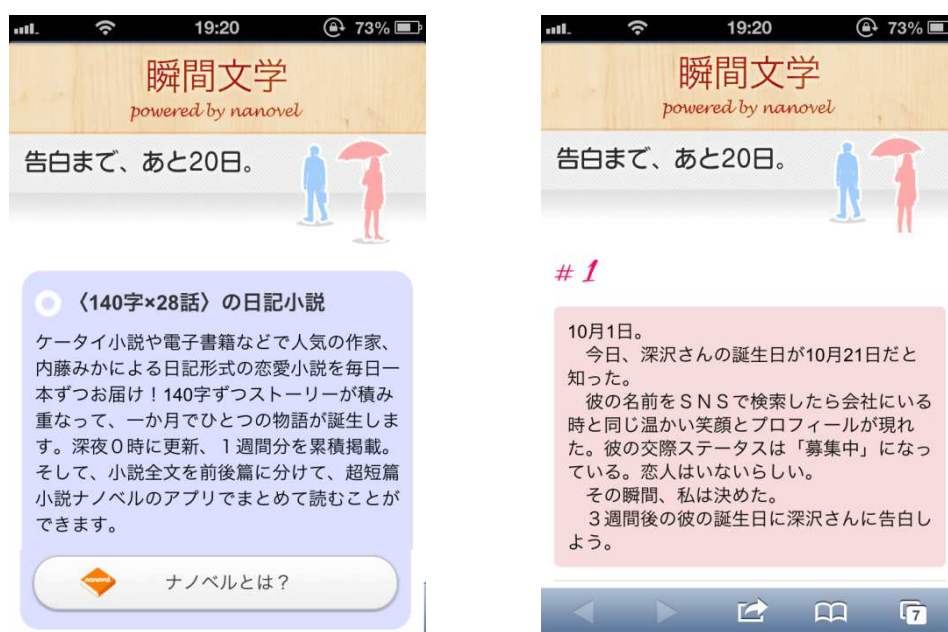 19:20
73%
瞬間文学
powered by nanovel
告白まで、あと20日。
〈140字×28話〉の日記小説
ケータイ小説や電子書籍などで人気の作家、
内藤みかによる日記形式の恋愛小説を毎日一
本ずつお届け！140字ずつストーリーが積み
重なって、一か月でひとつの物語が誕生しま
す。深夜０時に更新、１週間分を累積掲載。
そして、小説全文を前後篇に分けて、超短篇
小説ナノベルのアプリでまとめて読むことが
できます。
nanovel
ナノベルとは？
19:20
73%
瞬間文学
powered by nanovel
告白まで、あと20日。
#1
10月1日。
今日、深沢さんの誕生日が10月21日だと
知った。
彼の名前をＳＮＳで検索したら会社にいる
時と同じ温かい笑顔とプロフィールが現れ
た。彼の交際ステータスは「募集中」になっ
ている。恋人はいないらしい。
その瞬間、私は決めた。
３週間後の彼の誕生日に深沢さんに告白し
よう。
7